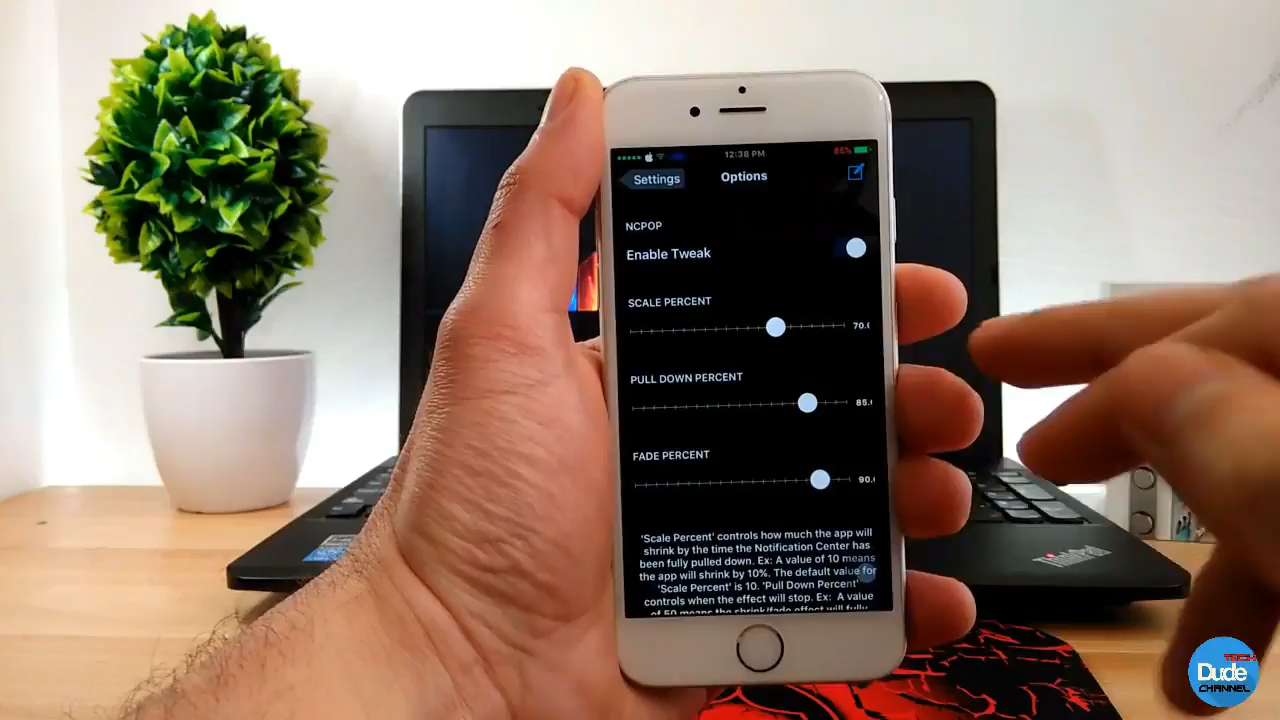 12:38 PM
85%
Settings
Options
NCPOP
Enable Tweak
SCALE PERCENT
70.(
PULL DOWN PERCENT
85.
FADE PERCENT
90.
'Scale Percent' controls how much the app will
shrink by the time the Notification Center has
been fully pulled down. Ex: A value of 10 means
the app will shrink by 10%. The default value for
'Scale Percent' is 10. 'Pull Down Percent'
controls when the effect will stop. Ex: A value
of 50 means the shrink/fade effect will fully
ThinkPad
TECH
Dude
CHANNEL